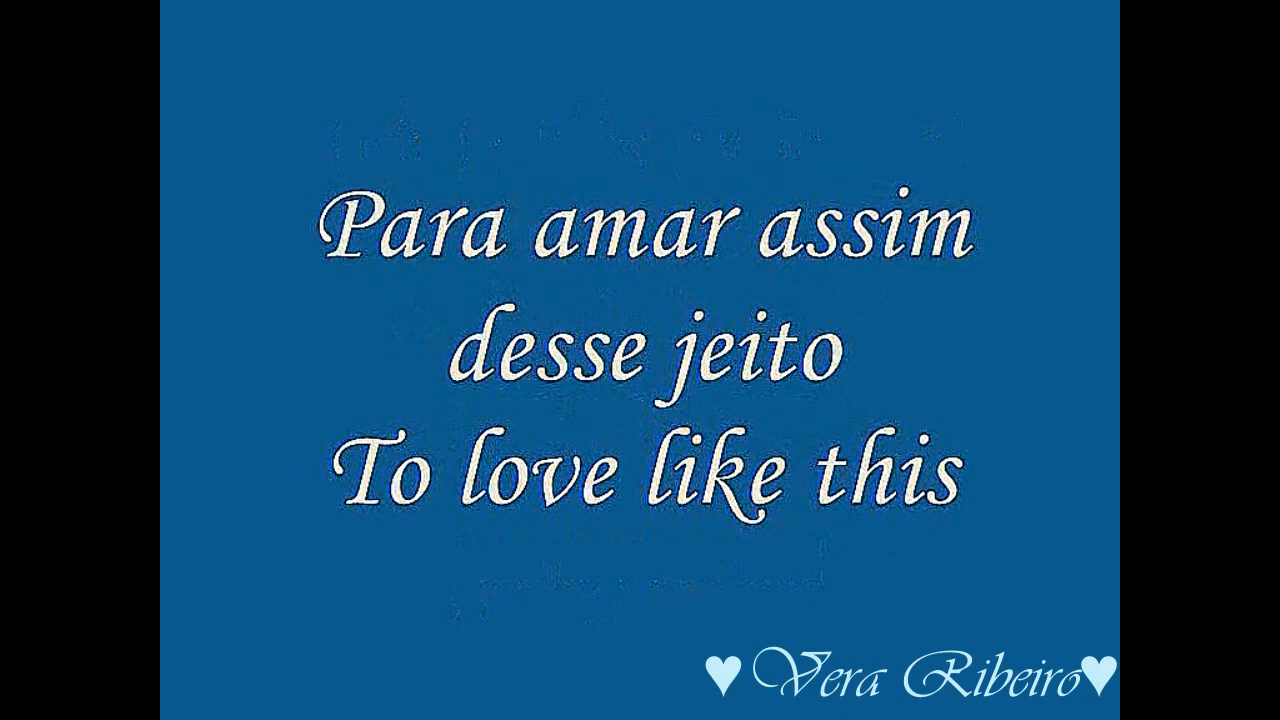 Para amar assim
desse jeito
To love like this
♥Vera Ribeiro♥